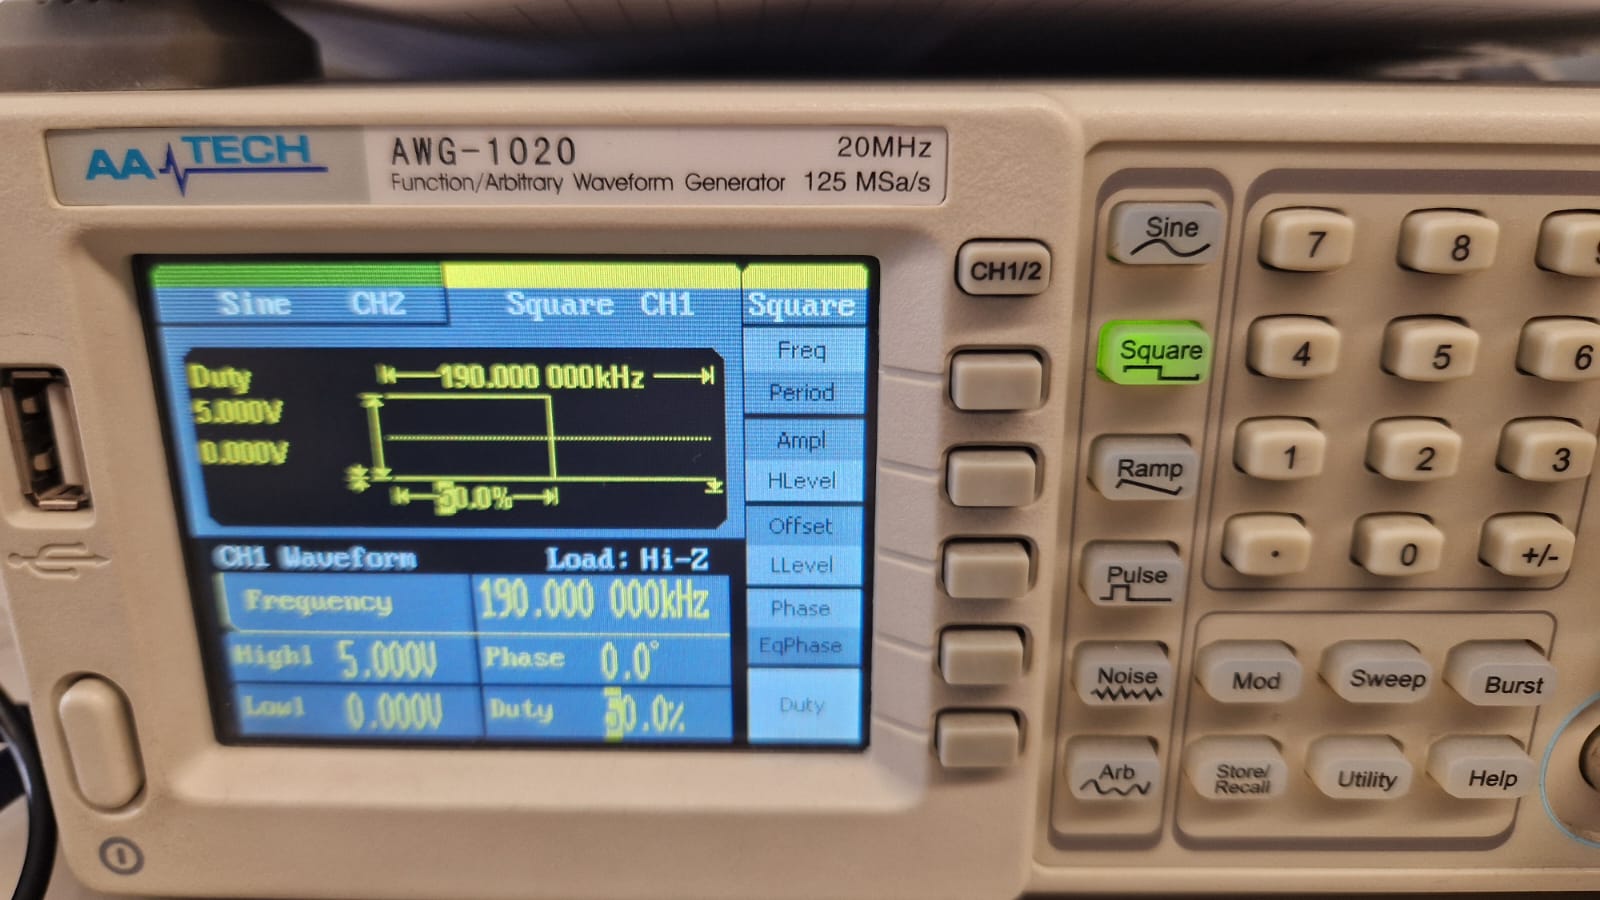 AA TECH
AWG-1020
20MHz
Function/Arbitrary Waveform Generator 125 MSa/s
Sine CH2
Square CH1
Square
Freq
Period
Ampl
HLevel
Offset
LLevel
Phase
EqPhase
Duty
Duty
5.000V
0.000V
190.000 000kHz
50.0%
CH1 Waveform
Load: Hi-Z
Frequency
190.000 000kHz
High1 5.000V
Phase 0.0°
Low1 0.000V
Duty 50.0%
CH1/2
Sine
Square
Ramp
Pulse
Noise
Arb
7 8
4 5 6
1 2 3
. 0 +/-
Mod Sweep Burst
Store/
Recall
Utility Help